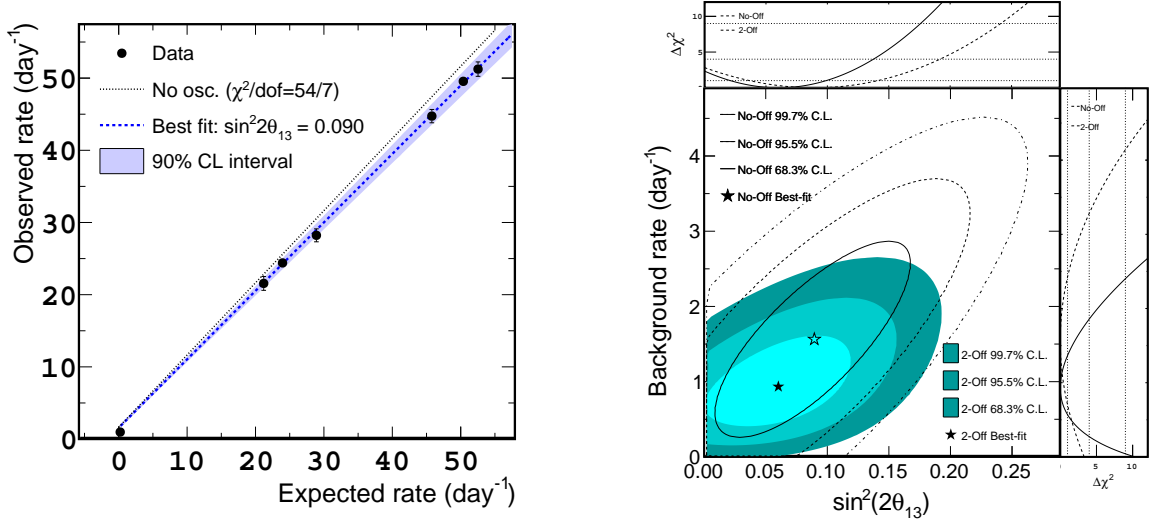 Data
No osc. (χ²/dof=54/7)
Best fit: sin²2θ₁₃ = 0.090
90% CL interval
Observed rate (day⁻¹)
50
40
30
20
10
0
0 10 20 30 40 50
Expected rate (day⁻¹)
No-Off
2-Off
Δχ²
10
5
No-Off 99.7% C.L.
No-Off 95.5% C.L.
No-Off 68.3% C.L.
No-Off Best-fit
No-Off
2-Off
Background rate (day⁻¹)
4
3
2
1
0
2-Off 99.7% C.L.
2-Off 95.5% C.L.
2-Off 68.3% C.L.
2-Off Best-fit
0.00 0.05 0.10 0.15 0.20 0.25
sin²(2θ₁₃)
5 10
Δχ²